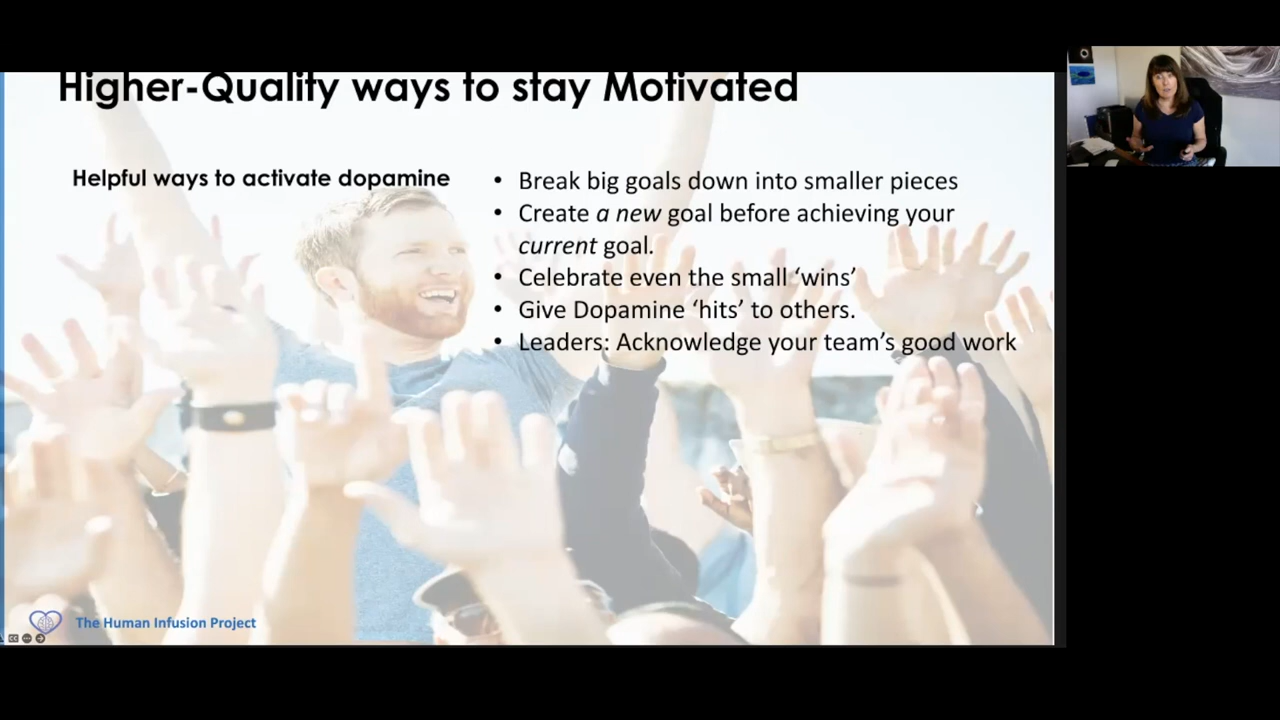 Higher-Quality ways to stay Motivated
Helpful ways to activate dopamine
• Break big goals down into smaller pieces
• Create a new goal before achieving your
current goal.
• Celebrate even the small ‘wins’
• Give Dopamine ‘hits’ to others.
• Leaders: Acknowledge your team’s good work
The Human Infusion Project